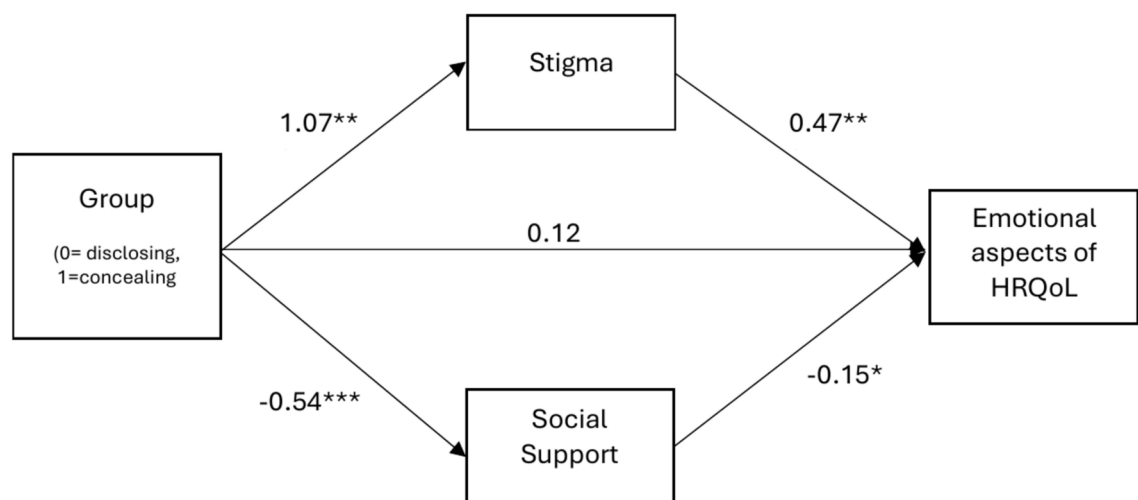 Stigma
1.07**
0.47**
Group
(0= disclosing,
1=concealing
0.12
Emotional
aspects of
HRQoL
-0.54***
-0.15*
Social
Support